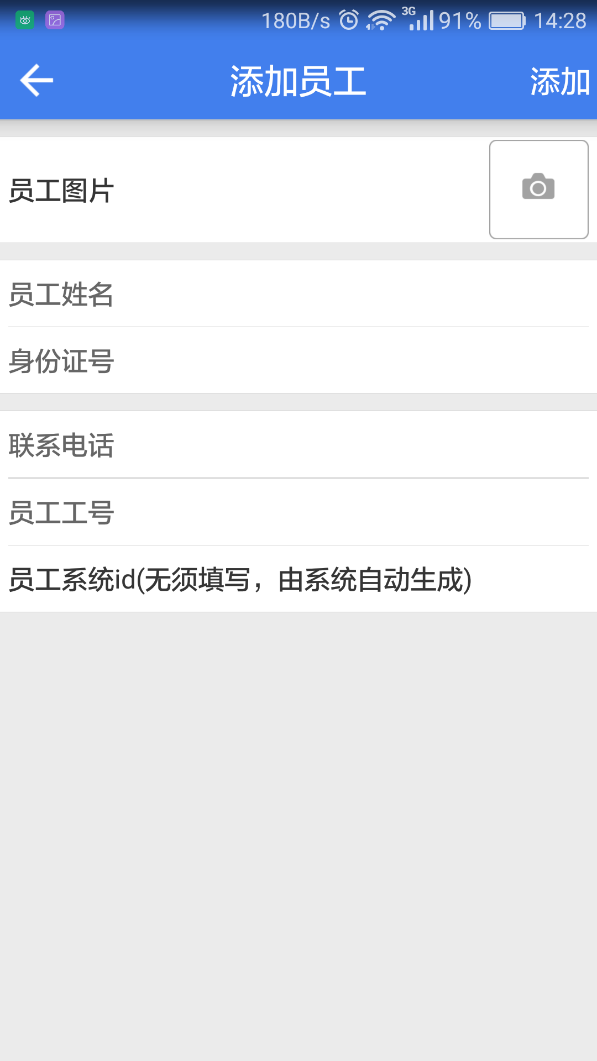 180B/s 3G 91% 14:28
添加员工 添加
员工图片
员工姓名
身份证号
联系电话
员工工号
员工系统id(无须填写，由系统自动生成)